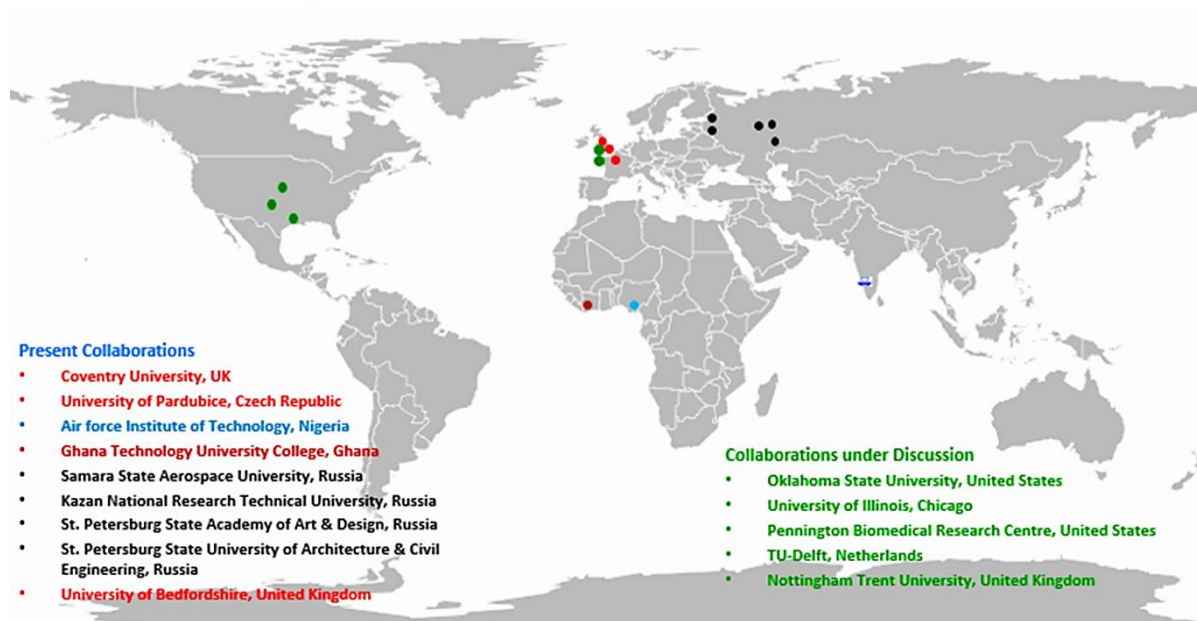 Present Collaborations
• Coventry University, UK
• University of Pardubice, Czech Republic
• Air force Institute of Technology, Nigeria
• Ghana Technology University College, Ghana
• Samara State Aerospace University, Russia
• Kazan National Research Technical University, Russia
• St. Petersburg State Academy of Art & Design, Russia
• St. Petersburg State University of Architecture & Civil
Engineering, Russia
• University of Bedfordshire, United Kingdom
Collaborations under Discussion
• Oklahoma State University, United States
• University of Illinois, Chicago
• Pennington Biomedical Research Centre, United States
• TU-Delft, Netherlands
• Nottingham Trent University, United Kingdom